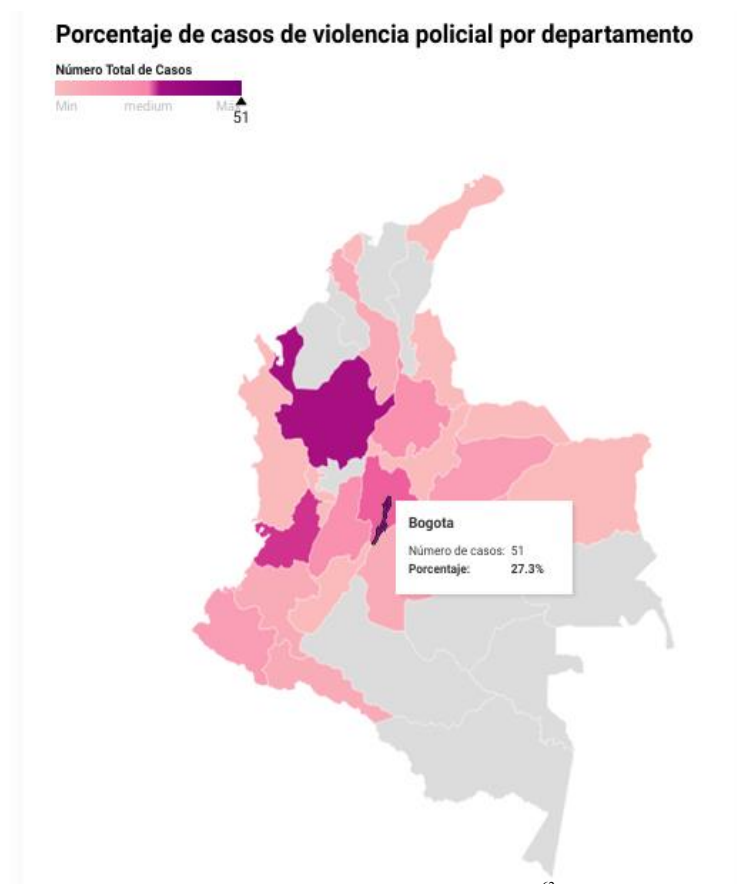 Porcentaje de casos de violencia policial por departamento
Número Total de Casos
Min medium Má
51
Bogota
Número de casos: 51
Porcentaje: 27.3%